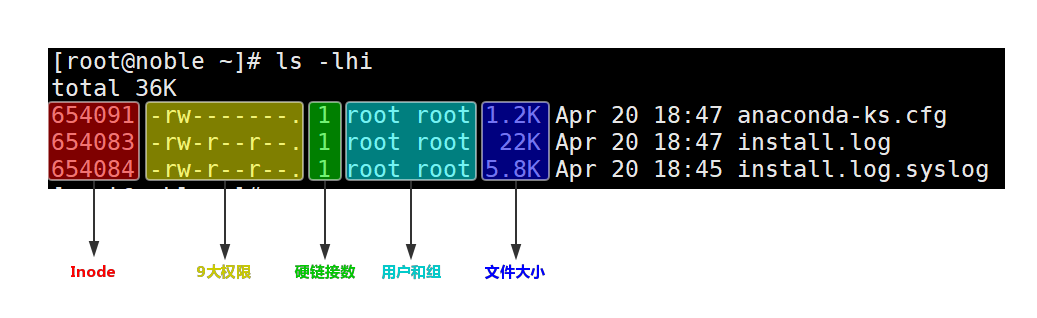 [root@noble ~]# ls -lhi
total 36K
654091 -rw-------. 1 root root 1.2K Apr 20 18:47 anaconda-ks.cfg
654083 -rw-r--r--. 1 root root 22K Apr 20 18:47 install.log
654084 -rw-r--r--. 1 root root 5.8K Apr 20 18:45 install.log.syslog
Inode 9大权限 硬链接数 用户和组 文件大小